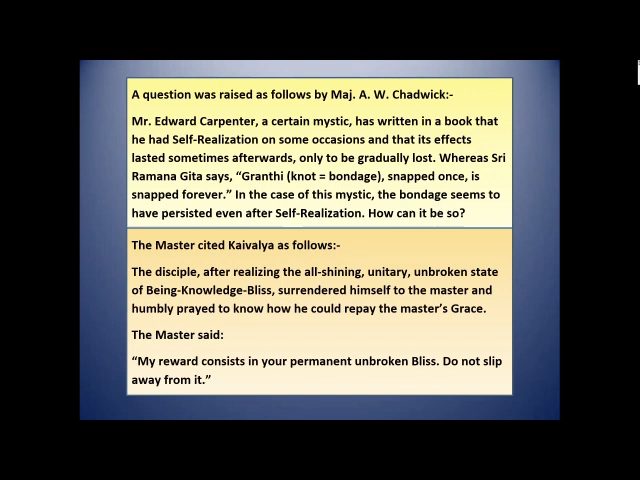 A question was raised as follows by Maj. A. W. Chadwick:-
Mr. Edward Carpenter, a certain mystic, has written in a book that
he had Self-Realization on some occasions and that its effects
lasted sometimes afterwards, only to be gradually lost. Whereas Sri
Ramana Gita says, “Granthi (knot = bondage), snapped once, is
snapped forever.” In the case of this mystic, the bondage seems to
have persisted even after Self-Realization. How can it be so?
The Master cited Kaivalya as follows:-
The disciple, after realizing the all-shining, unitary, unbroken state
of Being-Knowledge-Bliss, surrendered himself to the master and
humbly prayed to know how he could repay the master’s Grace.
The Master said:
“My reward consists in your permanent unbroken Bliss. Do not slip
away from it.”